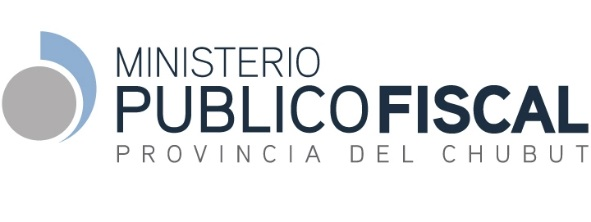 MINISTERIO
PUBLICOFISCAL
PROVINCIA DEL CHUBUT